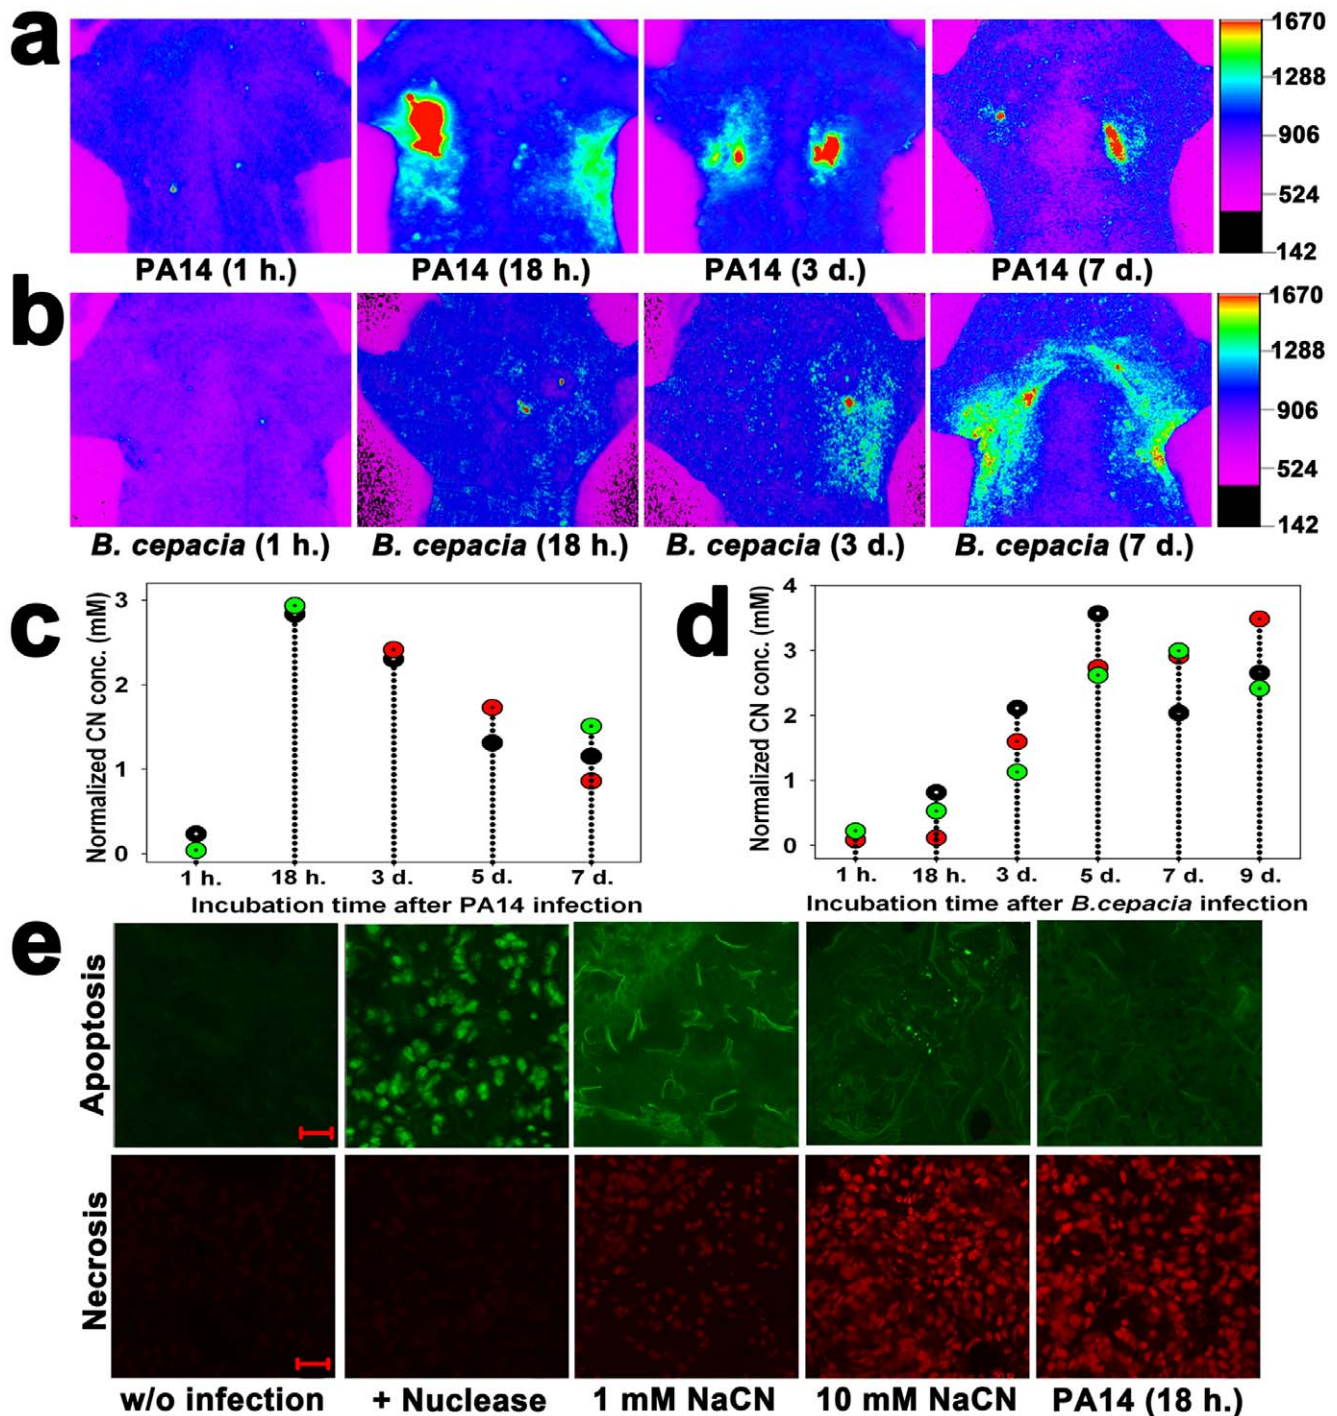 a
1670
1288
906
524
142
PA14 (1 h.) PA14 (18 h.) PA14 (3 d.) PA14 (7 d.)
b
1670
1288
906
524
142
B. cepacia (1 h.) B. cepacia (18 h.) B. cepacia (3 d.) B. cepacia (7 d.)
c
Normalized CN conc. (mM)
3
2
1
0
1 h. 18 h. 3 d. 5 d. 7 d.
Incubation time after PA14 infection
d
Normalized CN conc. (mM)
4
3
2
1
0
1 h. 18 h. 3 d. 5 d. 7 d. 9 d.
Incubation time after B.cepacia infection
e
Apoptosis
Necrosis
w/o infection + Nuclease 1 mM NaCN 10 mM NaCN PA14 (18 h.)